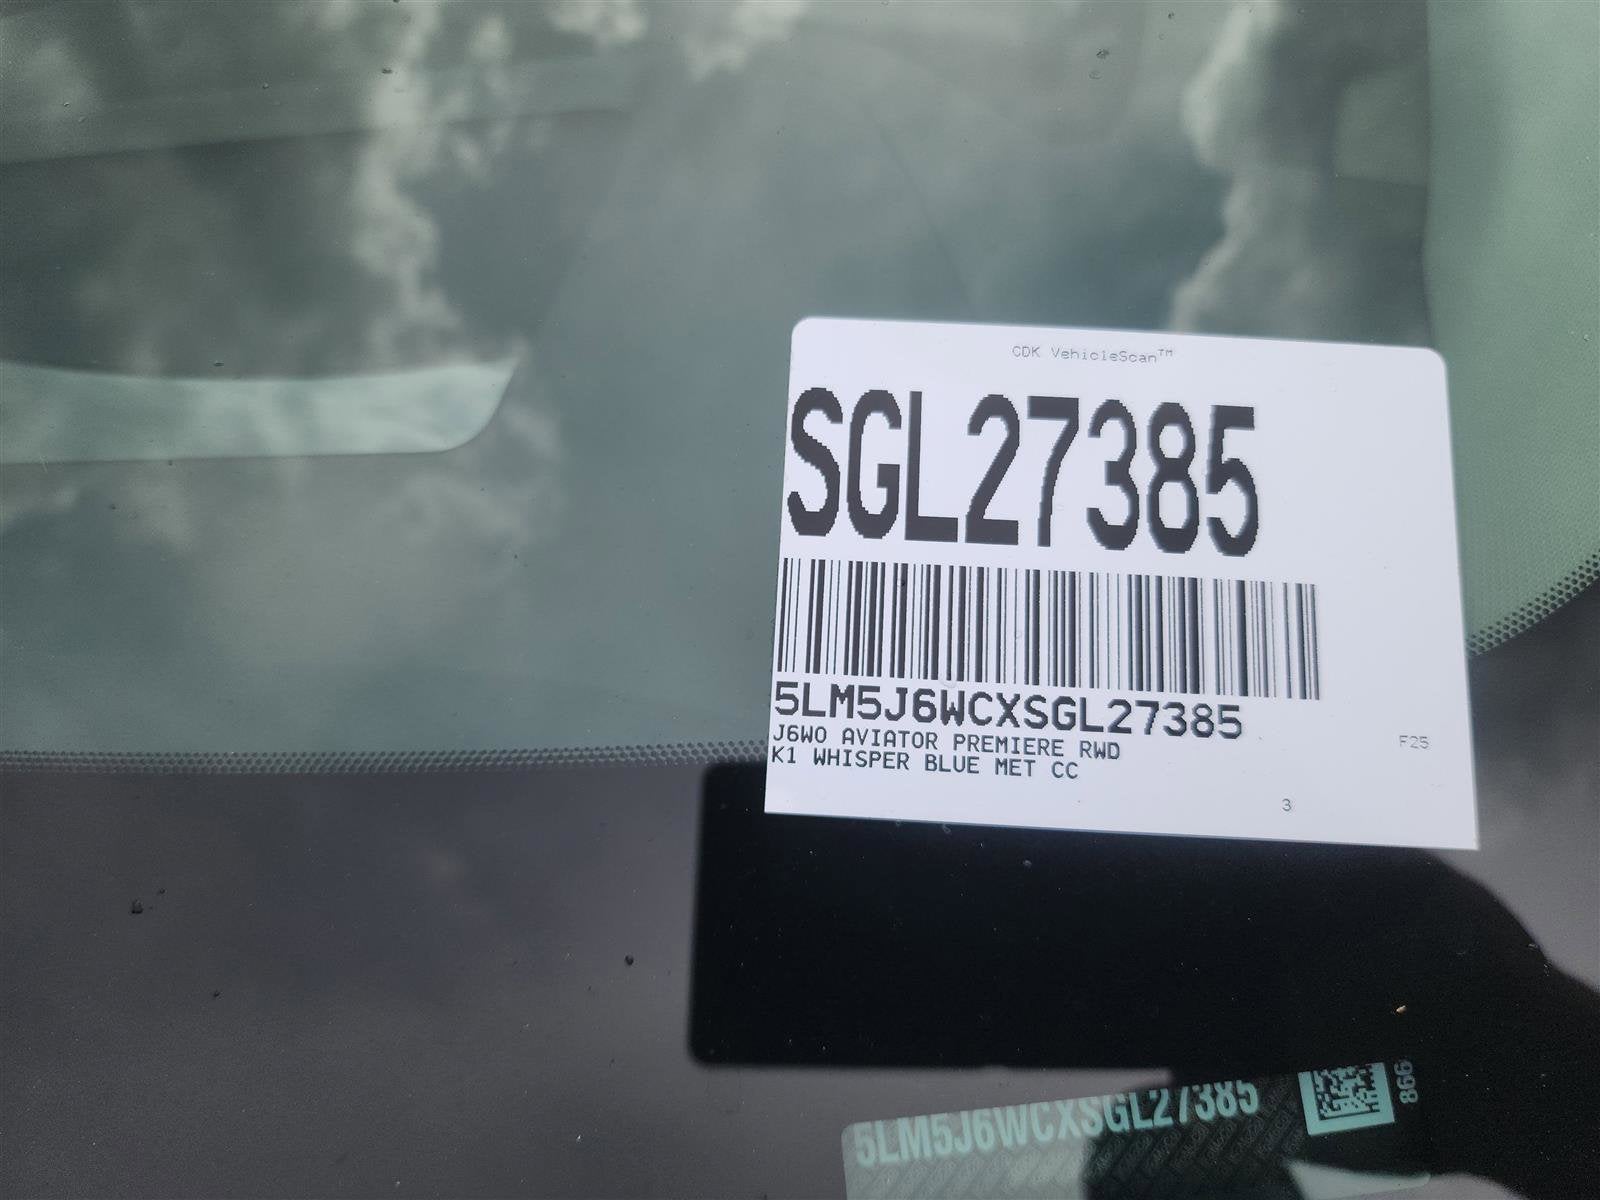 CDK VehicleScan™
SGL27385
5LM5J6WCXSGL27385
J6W0 AVIATOR PREMIERE RWD
K1 WHISPER BLUE MET CC
F25
3
5LM5J6WCXSGL27385
866